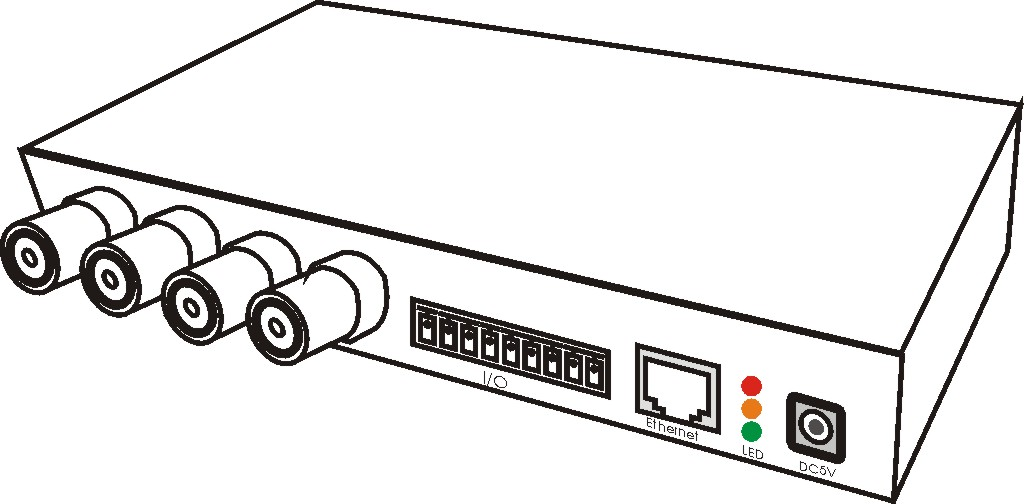 I/O
Ethernet
LED
DC5V